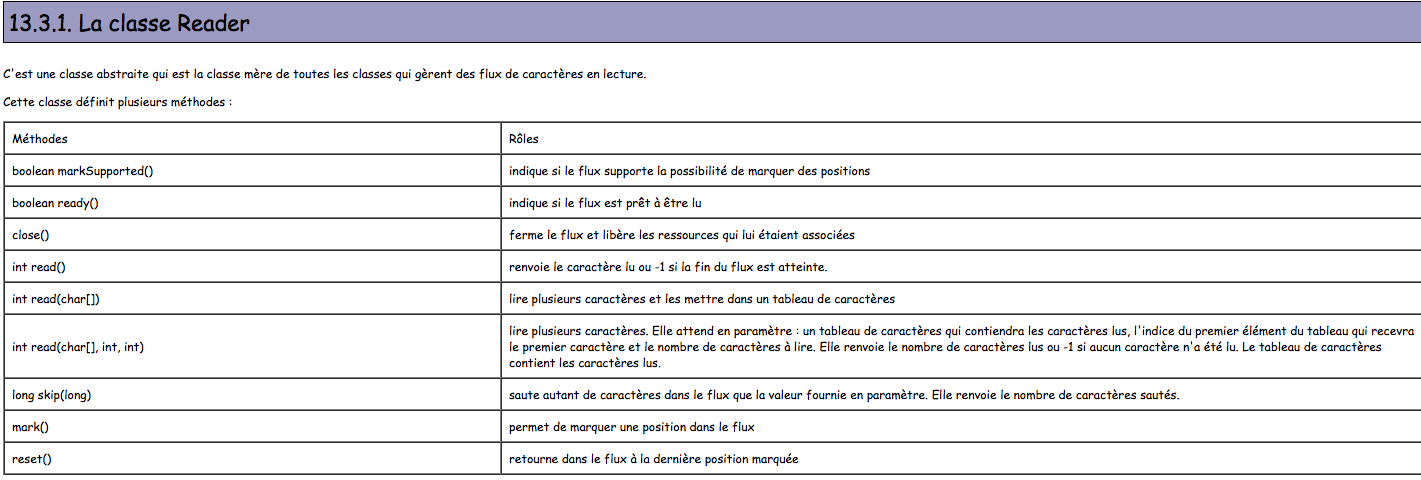 13.3.1. La classe Reader
C'est une classe abstraite qui est la classe mère de toutes les classes qui gèrent des flux de caractères en lecture.
Cette classe définit plusieurs méthodes :
Méthodes Rôles
boolean markSupported() indique si le flux supporte la possibilité de marquer des positions
boolean ready() indique si le flux est prêt à être lu
close() ferme le flux et libère les ressources qui lui étaient associées
int read() renvoie le caractère lu ou -1 si la fin du flux est atteinte.
int read(char[]) lire plusieurs caractères et les mettre dans un tableau de caractères
int read(char[], int, int) lire plusieurs caractères. Elle attend en paramètre : un tableau de caractères qui contiendra les caractères lus, l'indice du premier élément du tableau qui recevra
le premier caractère et le nombre de caractères à lire. Elle renvoie le nombre de caractères lus ou -1 si aucun caractère n'a été lu. Le tableau de caractères
contient les caractères lus.
long skip(long) saute autant de caractères dans le flux que la valeur fournie en paramètre. Elle renvoie le nombre de caractères sautés.
mark() permet de marquer une position dans le flux
reset() retourne dans le flux à la dernière position marquée